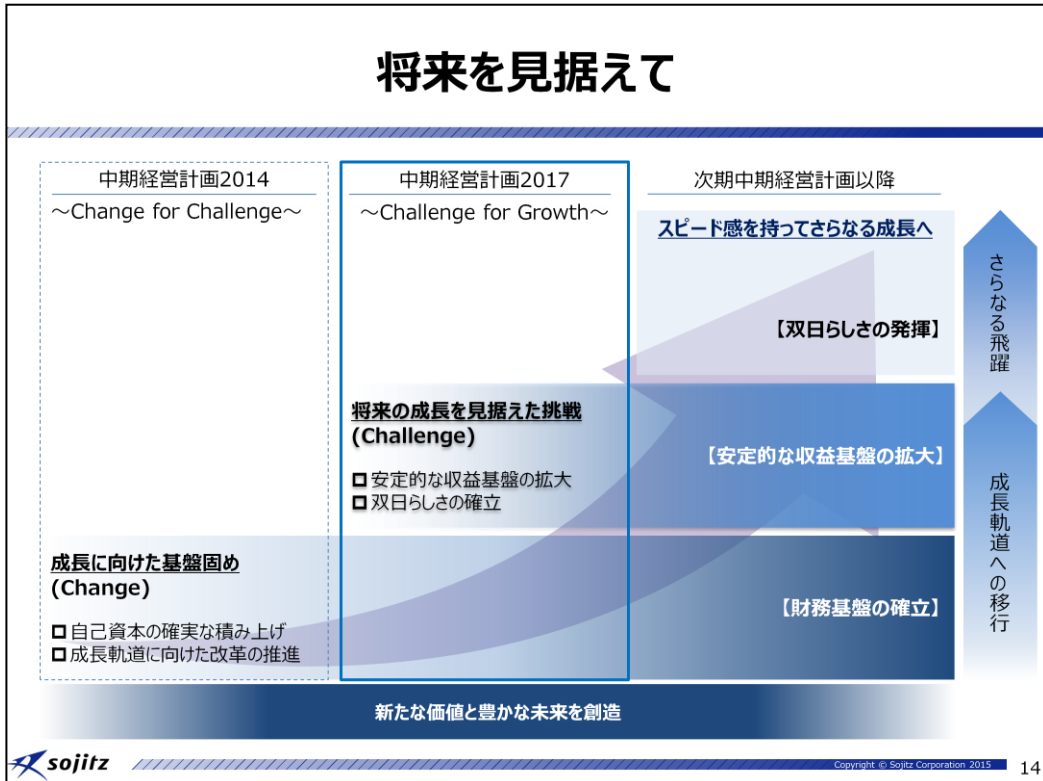 将来を見据えて
中期経営計画2014
～Change for Challenge～
中期経営計画2017
～Challenge for Growth～
次期中期経営計画以降
スピード感を持ってさらなる成長へ
【双日らしさの発揮】
さらなる飛躍
将来の成長を見据えた挑戦
(Challenge)
安定的な収益基盤の拡大
双日らしさの確立
【安定的な収益基盤の拡大】
成長軌道への移行
成長に向けた基盤固め
(Change)
自己資本の確実な積み上げ
成長軌道に向けた改革の推進
【財務基盤の確立】
新たな価値と豊かな未来を創造
sojitz
Copyright © Sojitz Corporation 2015
14